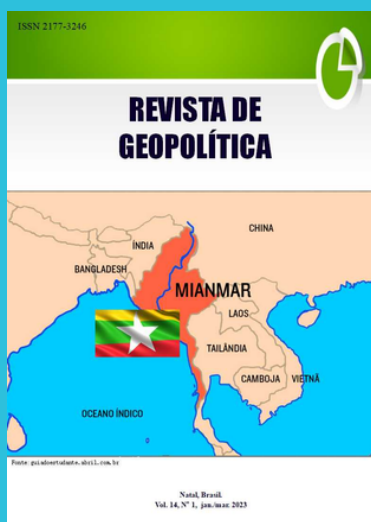 ISSN 2177-3246
REVISTA DE
GEOPOLÍTICA
CHINA
ÍNDIA
BANGLADESH
MIANMAR
LAOS
TAILÂNDIA
CAMBOJA
VIETNÃ
OCEANO ÍNDICO
Fonte: guiadoestudante.abril.com.br
Natal, Brasil.
Vol. 14, Nº 1, jan./mar. 2023